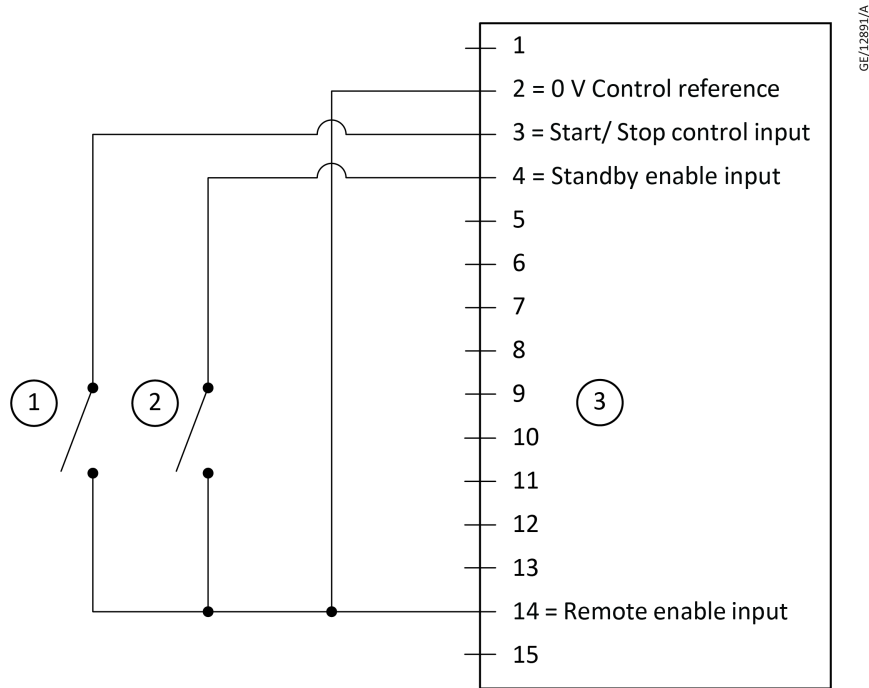 GE/12891/A
1
2 = 0 V Control reference
3 = Start/ Stop control input
4 = Standby enable input
5
6
7
8
9
10
11
12
13
14 = Remote enable input
15
1
2
3